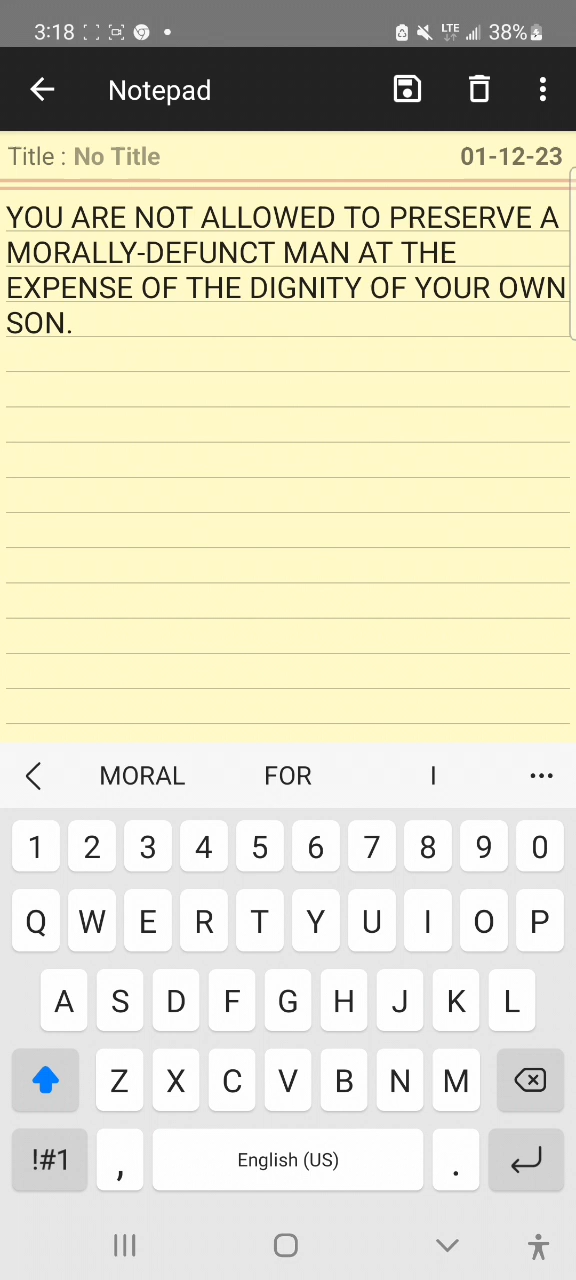 3:18 LTE 38%
Notepad
Title : No Title 01-12-23
YOU ARE NOT ALLOWED TO PRESERVE A
MORALLY-DEFUNCT MAN AT THE
EXPENSE OF THE DIGNITY OF YOUR OWN
SON.
MORAL FOR I
1 2 3 4 5 6 7 8 9 0
Q W E R T Y U I O P
A S D F G H J K L
Z X C V B N M
!#1 , English (US) .